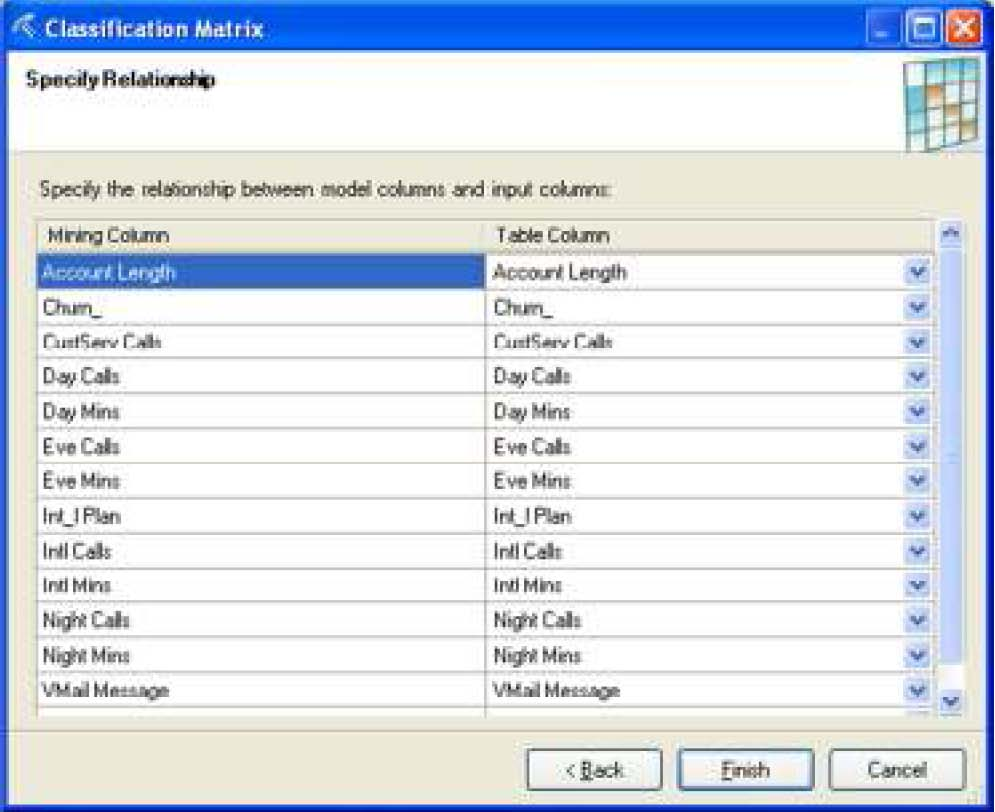 Classification Matrix
Specify Relationship
Specify the relationship between model columns and input columns:
Mining Column Table Column
Account Length Account Length
Churn_ Churn_
CustServ Calls CustServ Calls
Day Calls Day Calls
Day Mins Day Mins
Eve Calls Eve Calls
Eve Mins Eve Mins
Int_l Plan Int_l Plan
Intl Calls Intl Calls
Intl Mins Intl Mins
Night Calls Night Calls
Night Mins Night Mins
VMail Message VMail Message
< Back Finish Cancel